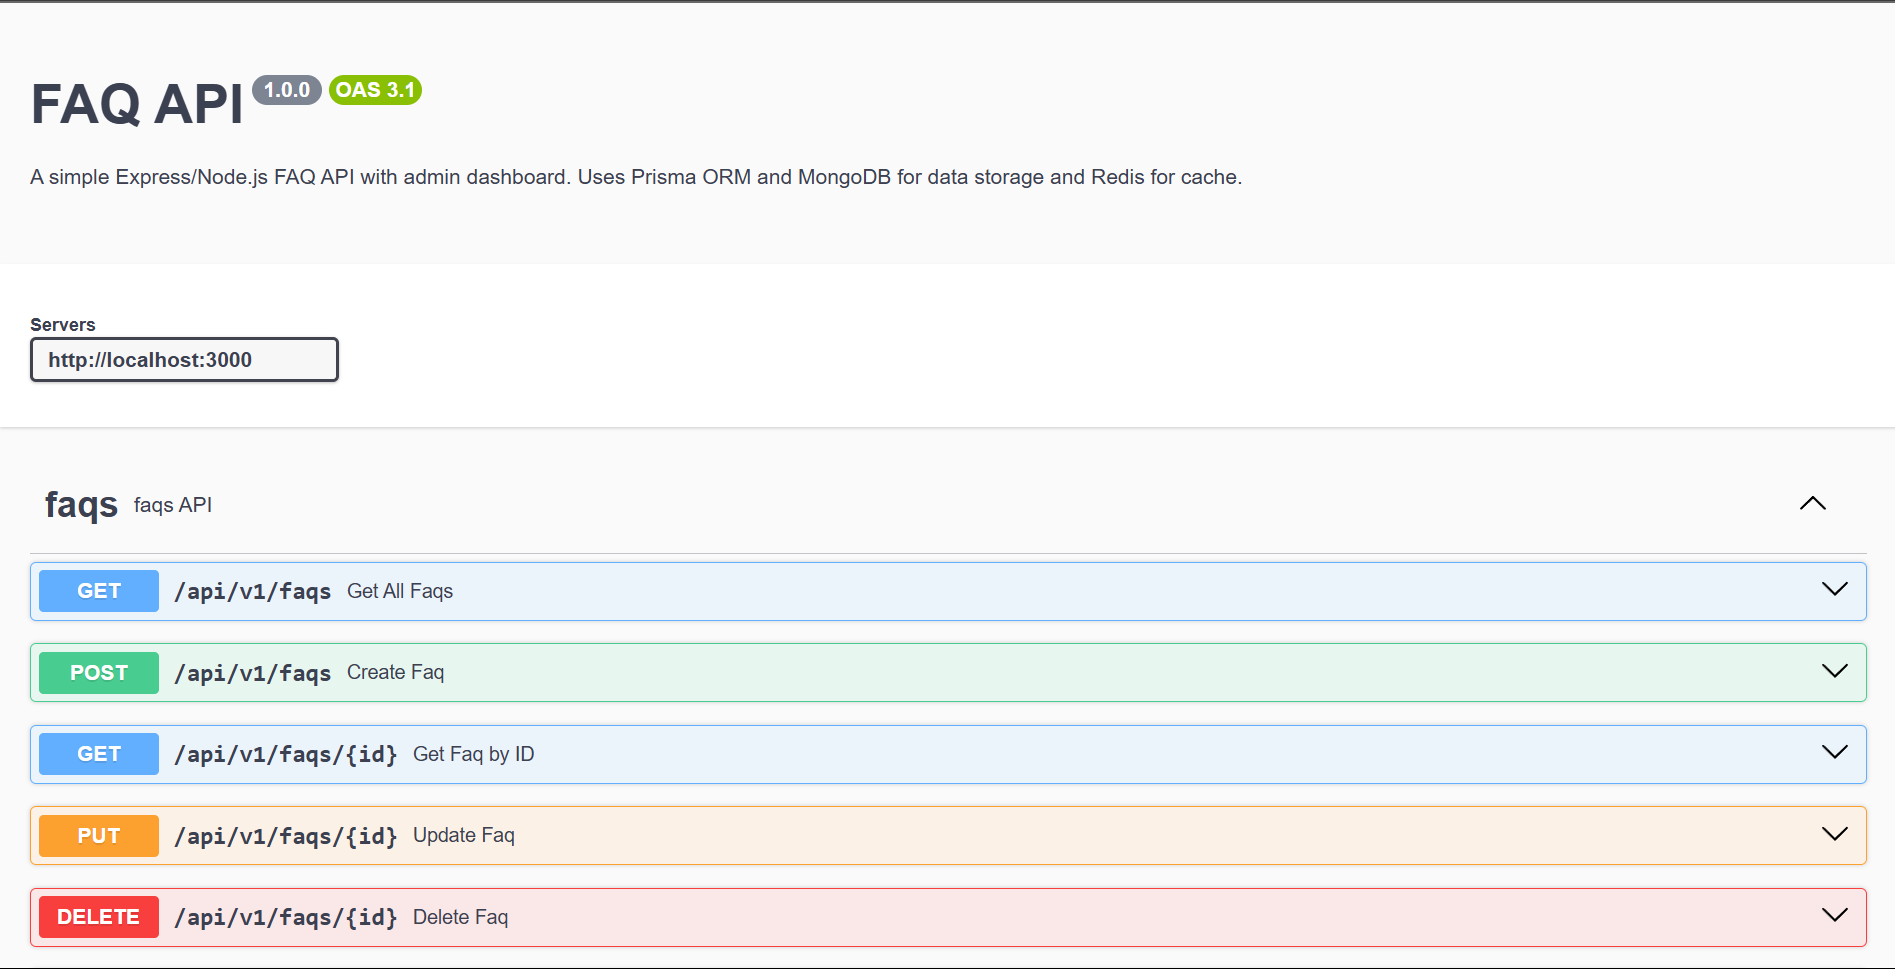 FAQ API 1.0.0 OAS 3.1
A simple Express/Node.js FAQ API with admin dashboard. Uses Prisma ORM and MongoDB for data storage and Redis for cache.
Servers
http://localhost:3000
faqs faqs API
GET /api/v1/faqs Get All Faqs
POST /api/v1/faqs Create Faq
GET /api/v1/faqs/{id} Get Faq by ID
PUT /api/v1/faqs/{id} Update Faq
DELETE /api/v1/faqs/{id} Delete Faq